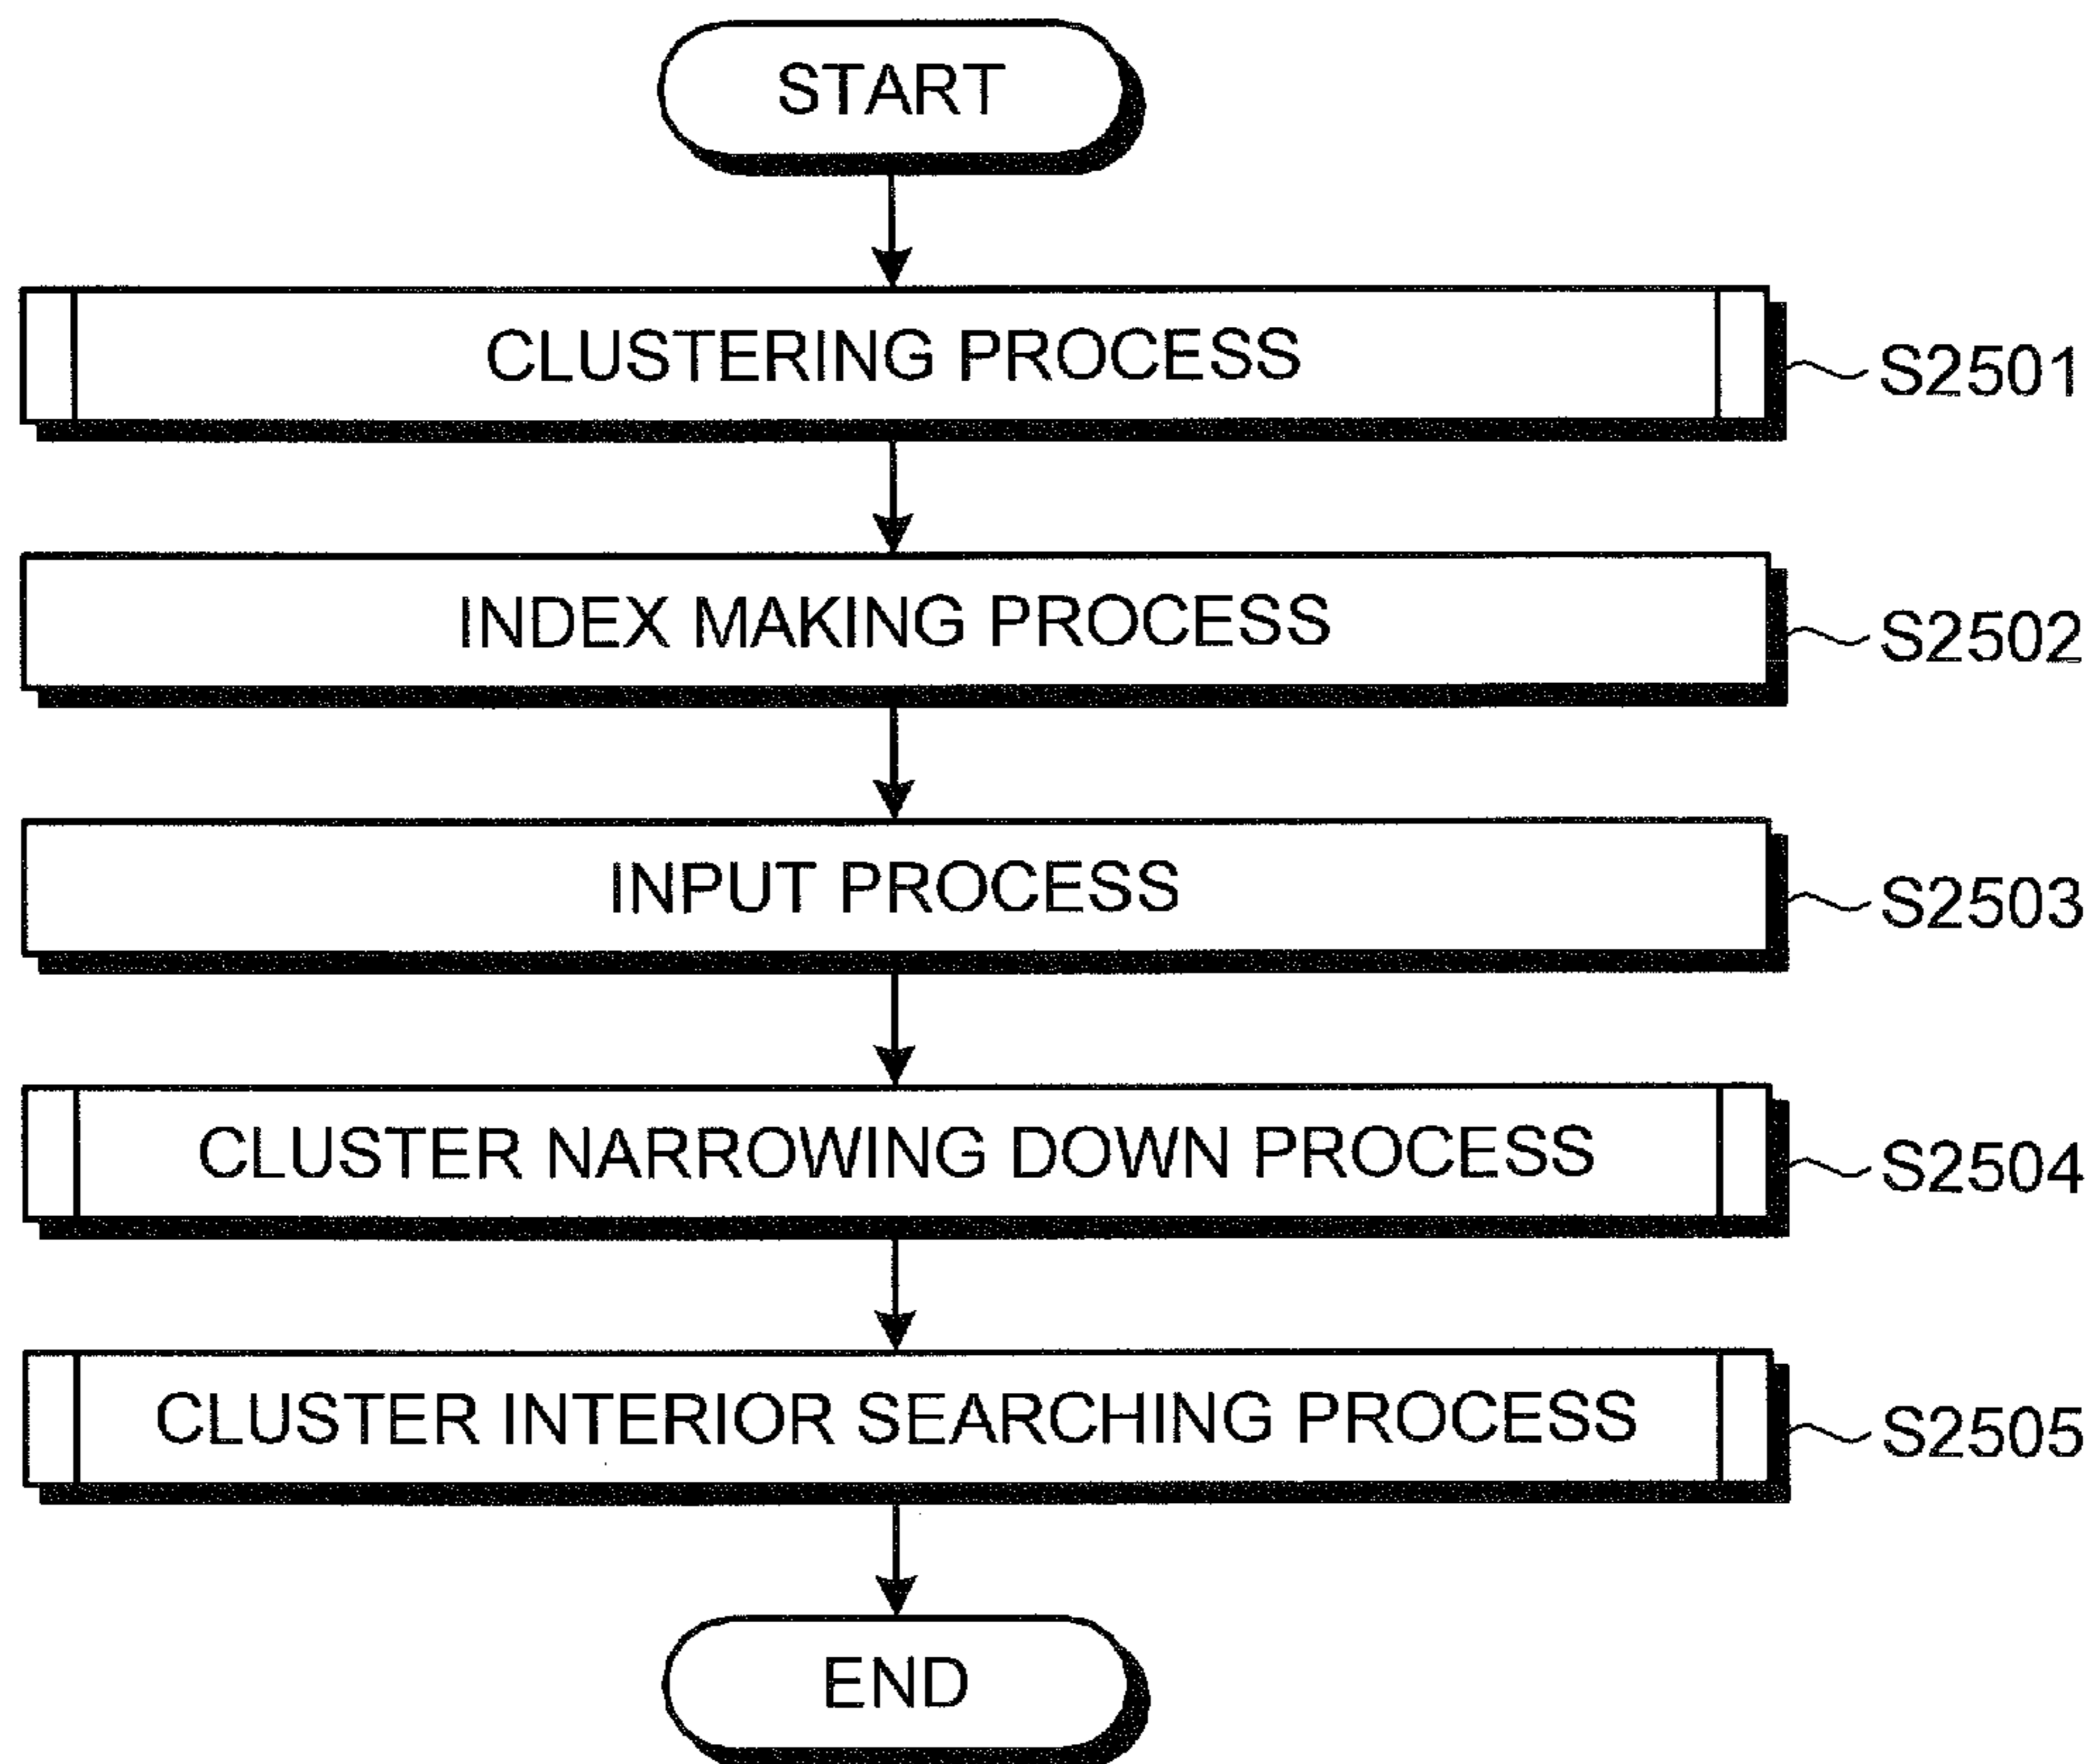 START
CLUSTERING PROCESS
S2501
INDEX MAKING PROCESS
S2502
INPUT PROCESS
S2503
CLUSTER NARROWING DOWN PROCESS
S2504
CLUSTER INTERIOR SEARCHING PROCESS
S2505
END